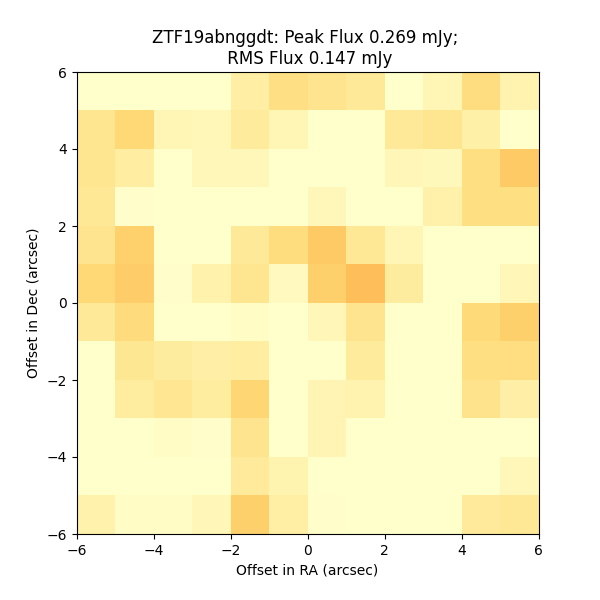 ZTF19abnggdt: Peak Flux 0.269 mJy;
RMS Flux 0.147 mJy
6
4
2
0
−2
−4
−6
Offset in Dec (arcsec)
−6 −4 −2 0 2 4 6
Offset in RA (arcsec)